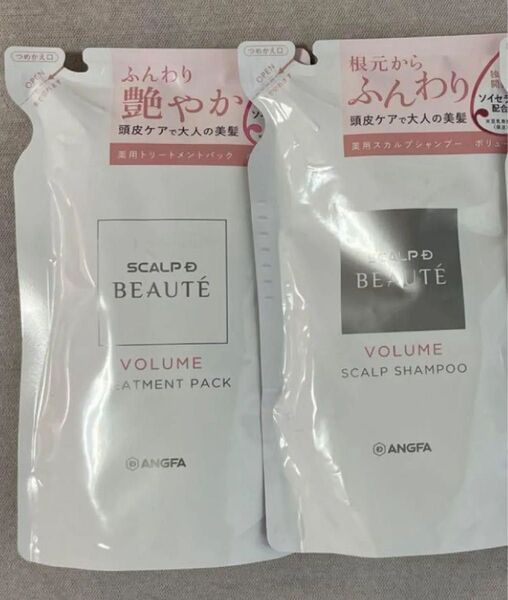 つめかえ口
OPEN
ふんわり
艶やか
頭皮ケアで大人の美髪
薬用トリートメントパック
SCALP-D
BEAUTÉ
VOLUME
EATMENT PACK
ANGFA
つめかえ口
OPEN
根元から
ふんわり
頭皮ケアで大人の美髪
薬用スカルプシャンプー ボリュー
ソイセラ
配合
SCALP-D
BEAUTÉ
VOLUME
SCALP SHAMPOO
ANGFA